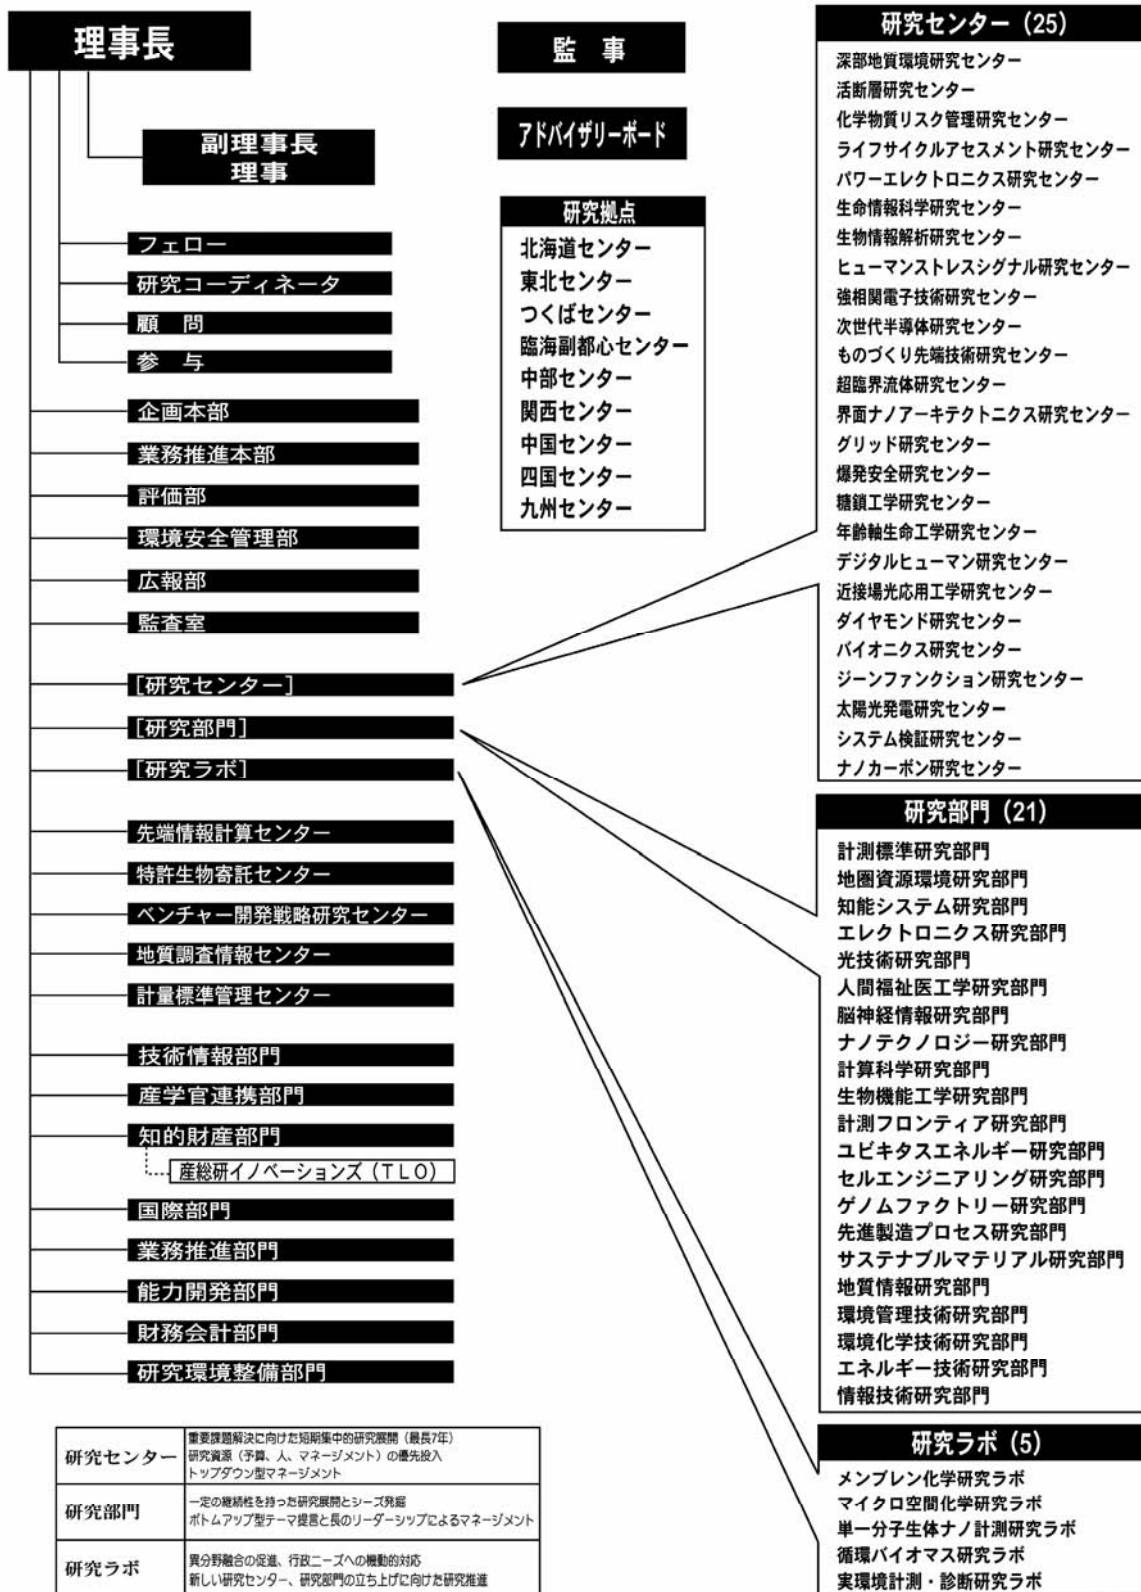 理事長
副理事長
理事
フェロー
研究コーディネータ
顧　問
参　与
企画本部
業務推進本部
評価部
環境安全管理部
広報部
監査室
[研究センター]
[研究部門]
[研究ラボ]
先端情報計算センター
特許生物寄託センター
ベンチャー開発戦略研究センター
地質調査情報センター
計量標準管理センター
技術情報部門
産学官連携部門
知的財産部門
産総研イノベーションズ（TLO）
国際部門
業務推進部門
能力開発部門
財務会計部門
研究環境整備部門
監　事
アドバイザリーボード
研究拠点
北海道センター
東北センター
つくばセンター
臨海副都心センター
中部センター
関西センター
中国センター
四国センター
九州センター
研究センター（25）
深部地質環境研究センター
活断層研究センター
化学物質リスク管理研究センター
ライフサイクルアセスメント研究センター
パワーエレクトロニクス研究センター
生命情報科学研究センター
生物情報解析研究センター
ヒューマンストレスシグナル研究センター
強相関電子技術研究センター
次世代半導体研究センター
ものづくり先端技術研究センター
超臨界流体研究センター
界面ナノアーキテクトニクス研究センター
グリッド研究センター
爆発安全研究センター
糖鎖工学研究センター
年齢軸生命工学研究センター
デジタルヒューマン研究センター
近接場光応用工学研究センター
ダイヤモンド研究センター
バイオニクス研究センター
ジーンファンクション研究センター
太陽光発電研究センター
システム検証研究センター
ナノカーボン研究センター
研究部門（21）
計測標準研究部門
地圏資源環境研究部門
知能システム研究部門
エレクトロニクス研究部門
光技術研究部門
人間福祉医工学研究部門
脳神経情報研究部門
ナノテクノロジー研究部門
計算科学研究部門
生物機能工学研究部門
計測フロンティア研究部門
ユビキタスエネルギー研究部門
セルエンジニアリング研究部門
ゲノムファクトリー研究部門
先進製造プロセス研究部門
サステナブルマテリアル研究部門
地質情報研究部門
環境管理技術研究部門
環境化学技術研究部門
エネルギー技術研究部門
情報技術研究部門
研究ラボ（5）
メンブレン化学研究ラボ
マイクロ空間化学研究ラボ
単一分子生体ナノ計測研究ラボ
循環バイオマス研究ラボ
実環境計測・診断研究ラボ
研究センター
重要課題解決に向けた短期集中的研究展開（最長7年）
研究資源（予算、人、マネージメント）の優先投入
トップダウン型マネージメント
研究部門
一定の継続性を持った研究展開とシーズ発掘
ボトムアップ型テーマ提言と長のリーダーシップによるマネージメント
研究ラボ
異分野融合の促進、行政ニーズへの機動的対応
新しい研究センター、研究部門の立ち上げに向けた研究推進